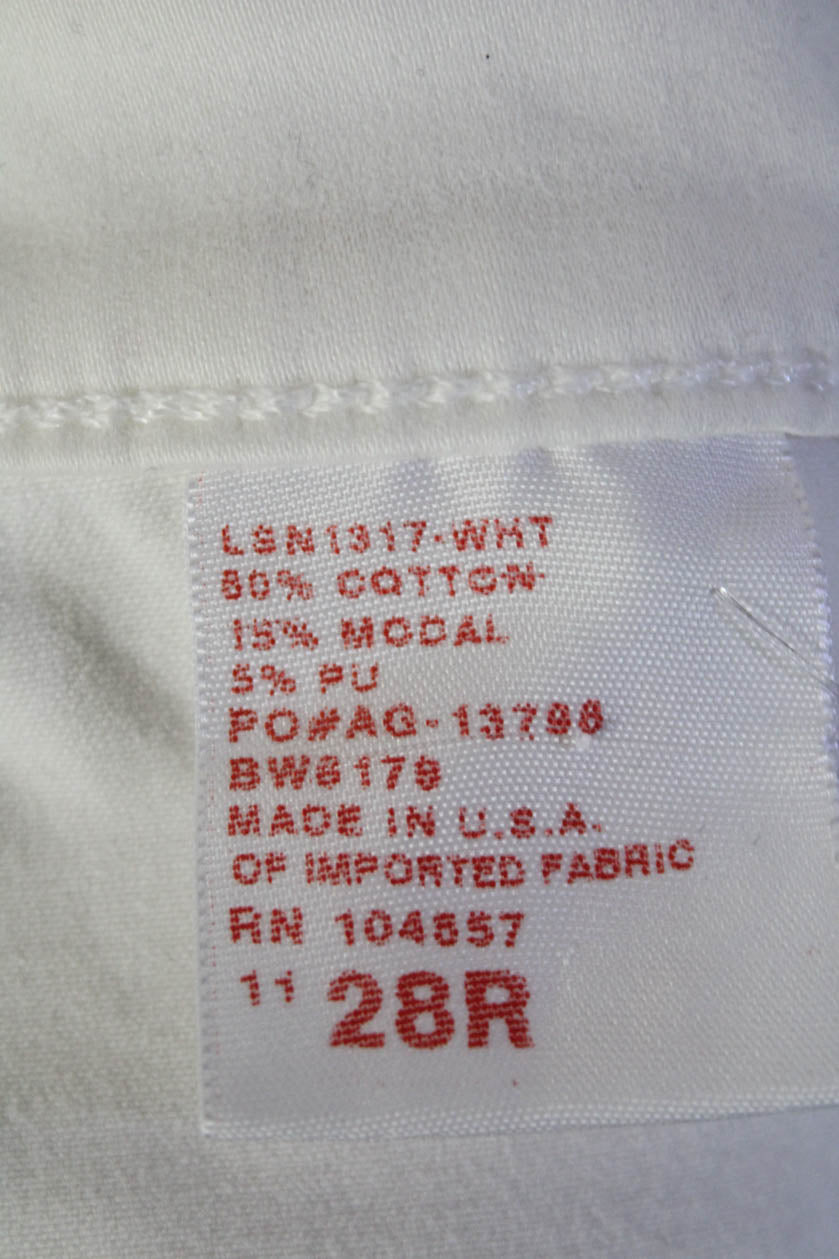 LSN1317-WHT
80% COTTON
15% MODAL
5% PU
PO#AG-13798
BW6179
MADE IN U.S.A.
OF IMPORTED FABRIC
RN 104657
11 28R